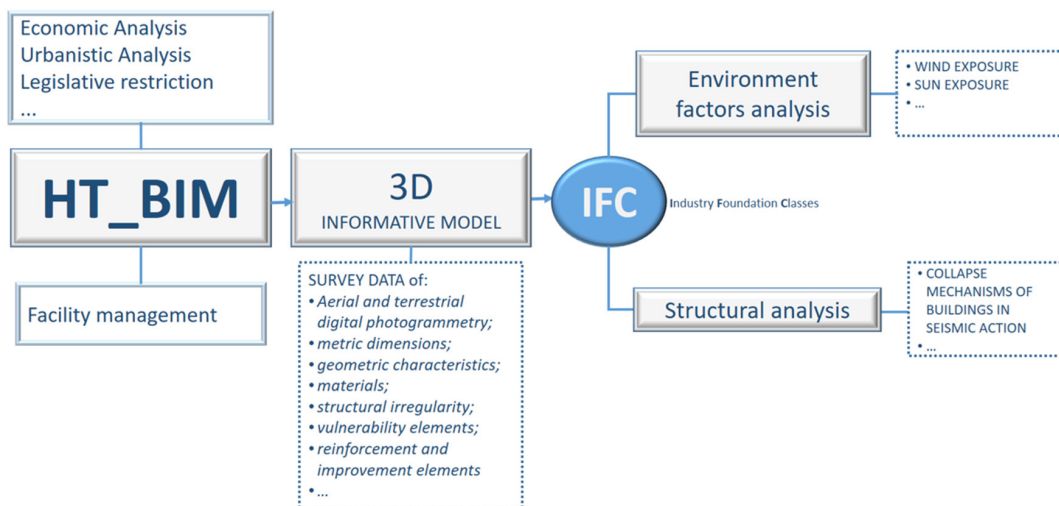 Economic Analysis
Urbanistic Analysis
Legislative restriction
...
HT_BIM
Facility management
3D
INFORMATIVE MODEL
SURVEY DATA of:
• Aerial and terrestrial
digital photogrammetry;
• metric dimensions;
• geometric characteristics;
• materials;
• structural irregularity;
• vulnerability elements;
• reinforcement and
improvement elements
• ...
IFC
Industry Foundation Classes
Environment
factors analysis
• WIND EXPOSURE
• SUN EXPOSURE
• ...
Structural analysis
• COLLAPSE
MECHANISMS OF
BUILDINGS IN
SEISMIC ACTION
• ...